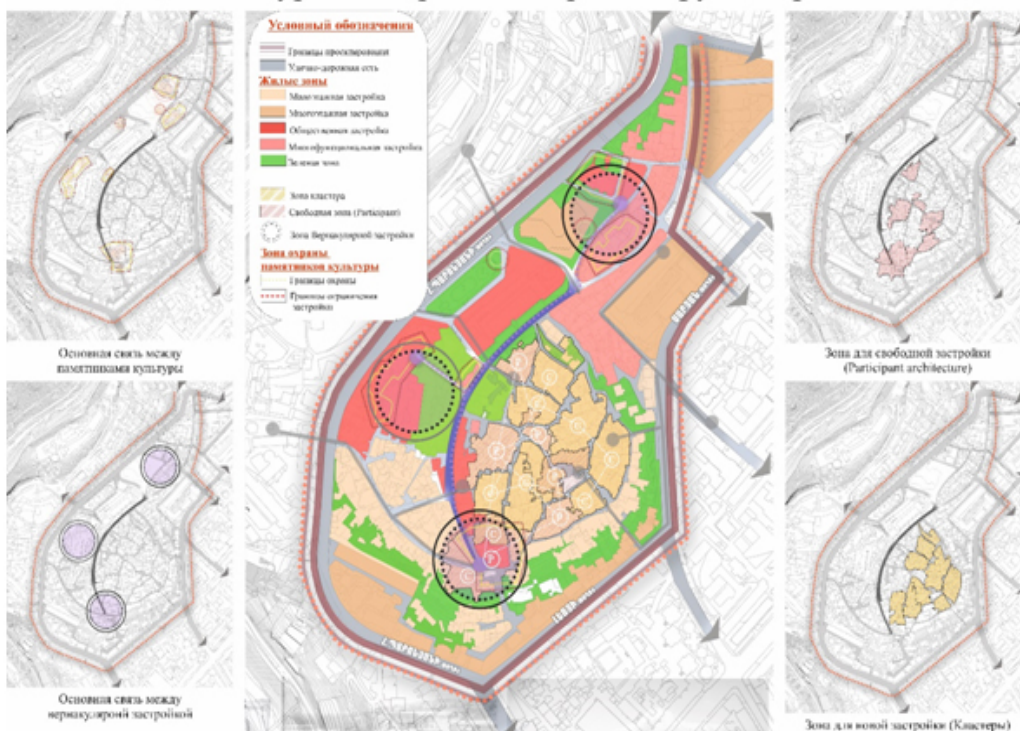 Условный обозначения
Границы проектирования
Улично-дорожная сеть
Жилые зоны
Малоэтажная застройка
Многоэтажная застройка
Общественная застройка
Многофункциональная застройка
Зеленая зона
Зона кластера
Свободная зона (Participant)
Зона Вернакулярной застройки
Зона охраны
памятников культуры
Границы охраны
Границы ограничения
застройки
Основная связь между
памятниками культуры
Основная связь между
вернакулярной застройкой
Зона для свободной застройки
(Participant architecture)
Зона для новой застройки (Кластеры)